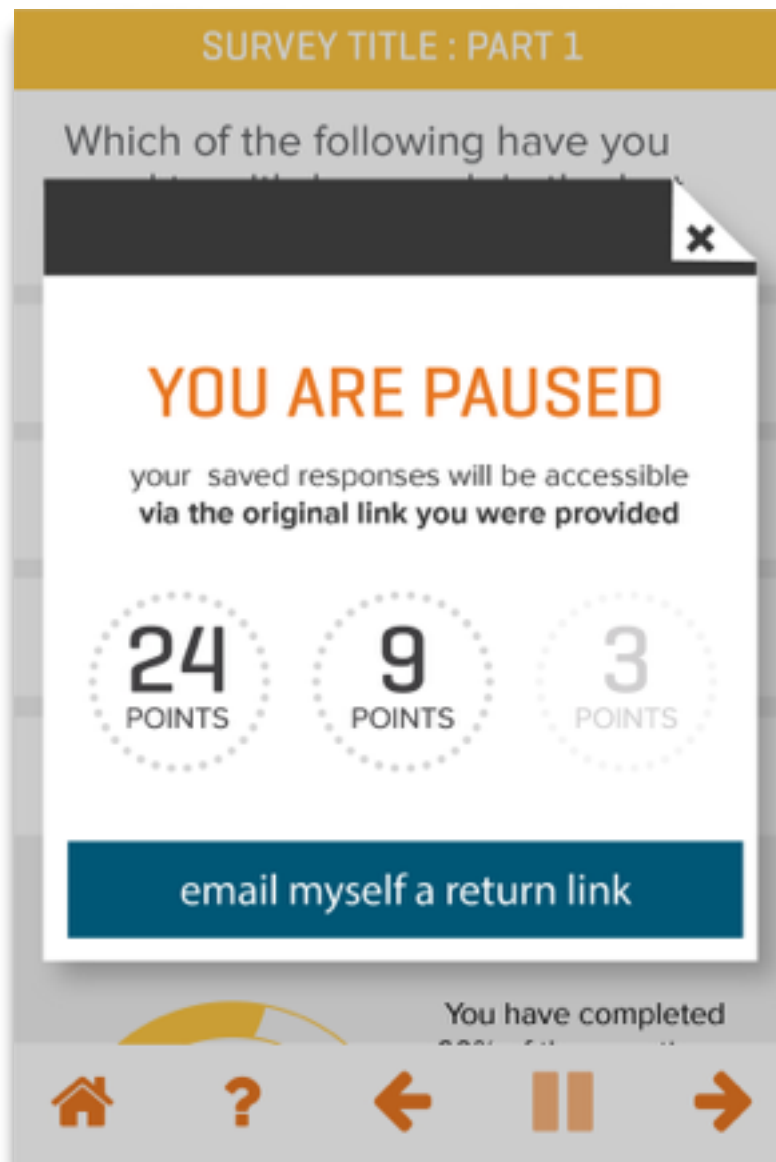 SURVEY TITLE : PART 1
Which of the following have you
YOU ARE PAUSED
your saved responses will be accessible
via the original link you were provided
24 9 3
POINTS POINTS POINTS
email myself a return link
You have completed
?